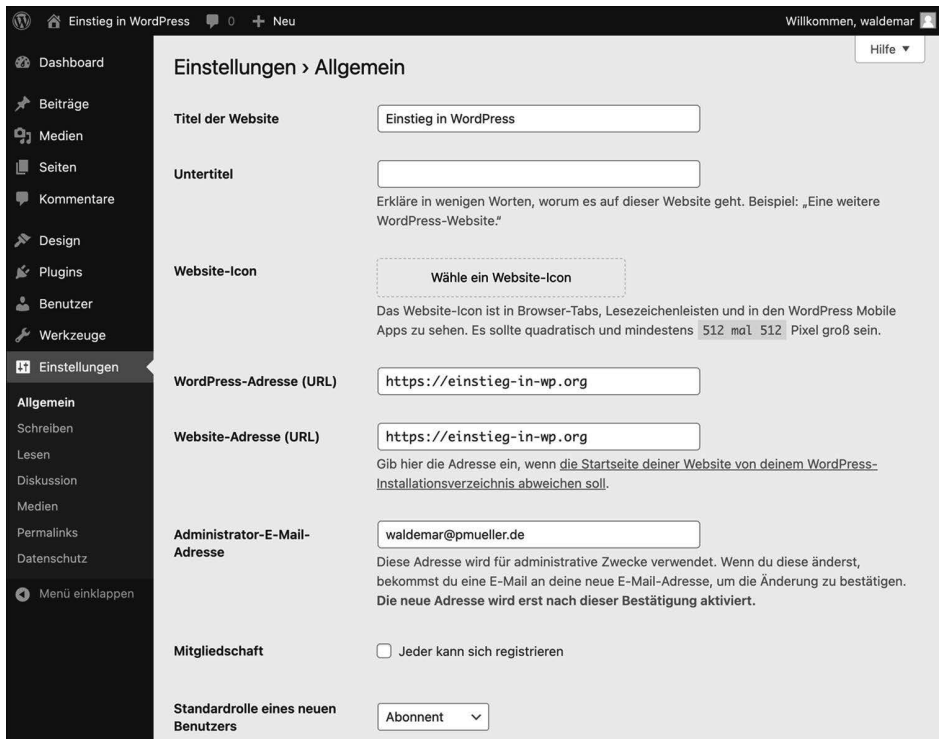 Einstieg in WordPress 0 Neu Willkommen, waldemar
Hilfe
Dashboard
Beiträge
Medien
Seiten
Kommentare
Design
Plugins
Benutzer
Werkzeuge
Einstellungen
Allgemein
Schreiben
Lesen
Diskussion
Medien
Permalinks
Datenschutz
Menü einklappen
Einstellungen › Allgemein
Titel der Website
Einstieg in WordPress
Untertitel
Erkläre in wenigen Worten, worum es auf dieser Website geht. Beispiel: „Eine weitere
WordPress-Website.“
Website-Icon
Wähle ein Website-Icon
Das Website-Icon ist in Browser-Tabs, Lesezeichenleisten und in den WordPress Mobile
Apps zu sehen. Es sollte quadratisch und mindestens 512 mal 512 Pixel groß sein.
WordPress-Adresse (URL)
https://einstieg-in-wp.org
Website-Adresse (URL)
https://einstieg-in-wp.org
Gib hier die Adresse ein, wenn die Startseite deiner Website von deinem WordPress-
Installationsverzeichnis abweichen soll.
Administrator-E-Mail-
Adresse
waldemar@pmueller.de
Diese Adresse wird für administrative Zwecke verwendet. Wenn du diese änderst,
bekommst du eine E-Mail an deine neue E-Mail-Adresse, um die Änderung zu bestätigen.
Die neue Adresse wird erst nach dieser Bestätigung aktiviert.
Mitgliedschaft
Jeder kann sich registrieren
Standardrolle eines neuen
Benutzers
Abonnent